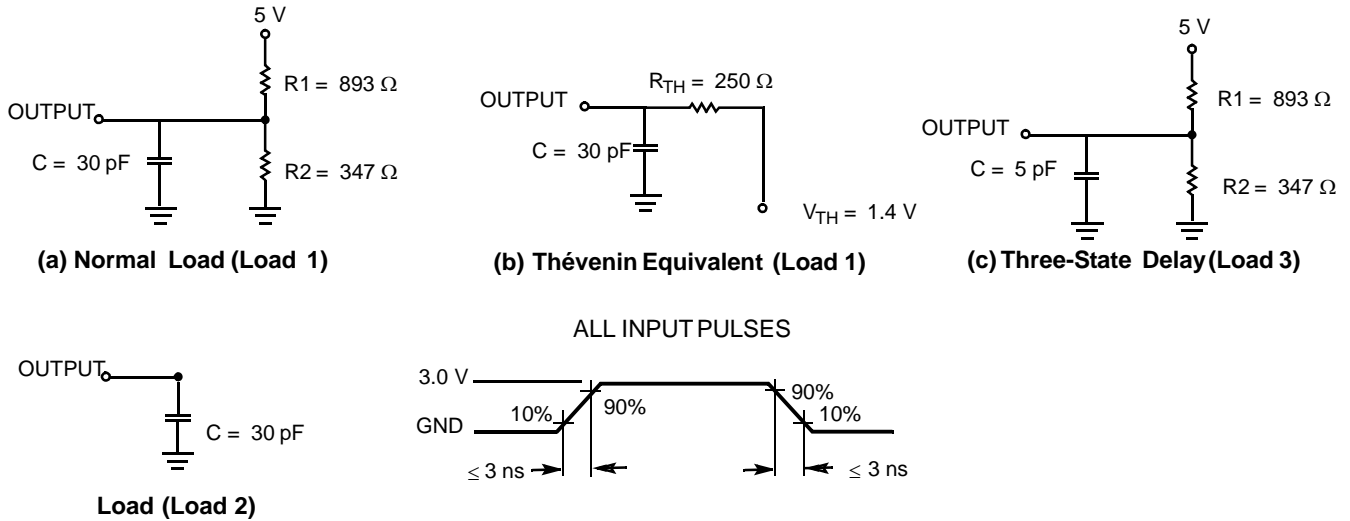 5 V
R1 = 893 Ω
OUTPUT
C = 30 pF
R2 = 347 Ω
(a) Normal Load (Load 1)
R_TH = 250 Ω
OUTPUT
C = 30 pF
V_TH = 1.4 V
(b) Thévenin Equivalent (Load 1)
5 V
R1 = 893 Ω
OUTPUT
C = 5 pF
R2 = 347 Ω
(c) Three-State Delay (Load 3)
OUTPUT
C = 30 pF
Load (Load 2)
ALL INPUT PULSES
3.0 V
GND
10%
90%
90%
10%
≤ 3 ns
≤ 3 ns